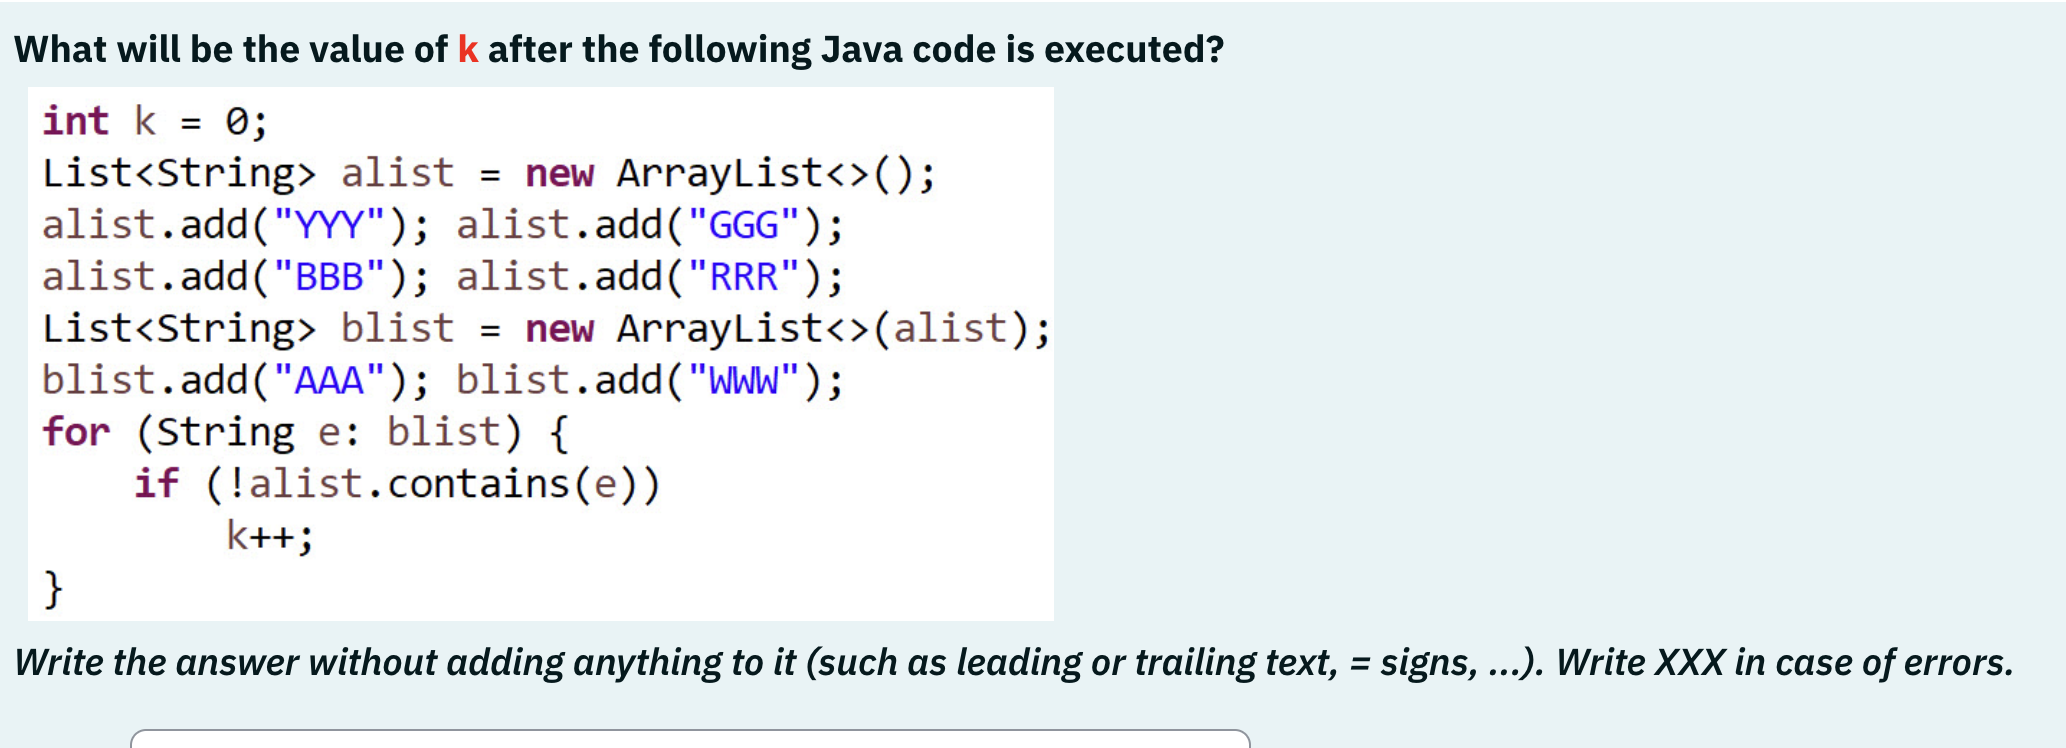 What will be the value of k after the following Java code is executed?
int k = 0;
List<String> alist = new ArrayList<>();
alist.add("YYY"); alist.add("GGG");
alist.add("BBB"); alist.add("RRR");
List<String> blist = new ArrayList<>(alist);
blist.add("AAA"); blist.add("WWW");
for (String e: blist) {
    if (!alist.contains(e))
        k++;
}
Write the answer without adding anything to it (such as leading or trailing text, = signs, ...). Write XXX in case of errors.